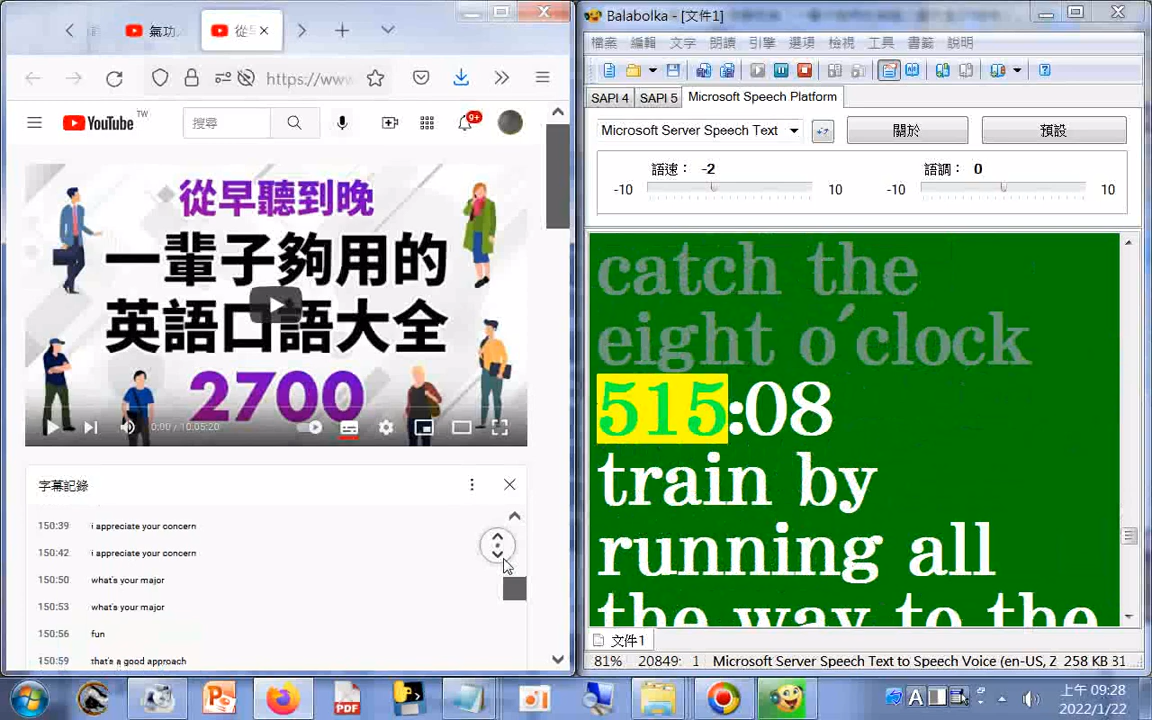 氣功
從
https://www
YouTube TW
搜尋
9+
從早聽到晚
一輩子夠用的
英語口語大全
2700
0:00 / 10:05:20
字幕記錄
150:39 i appreciate your concern
150:42 i appreciate your concern
150:50 what's your major
150:53 what's your major
150:56 fun
150:59 that's a good approach
Balabolka - [文件1]
檔案 編輯 文字 朗讀 引擎 選項 檢視 工具 書籤 說明
SAPI 4 SAPI 5 Microsoft Speech Platform
Microsoft Server Speech Text 關於 預設
語速： -2 語調： 0
-10 10 -10 10
catch the
eight o´clock
515:08
train by
running all
the way to the
文件1
81% 20849: 1 Microsoft Server Speech Text to Speech Voice (en-US, Z 258 KB 31
PDF
A
上午 09:28
2022/1/22